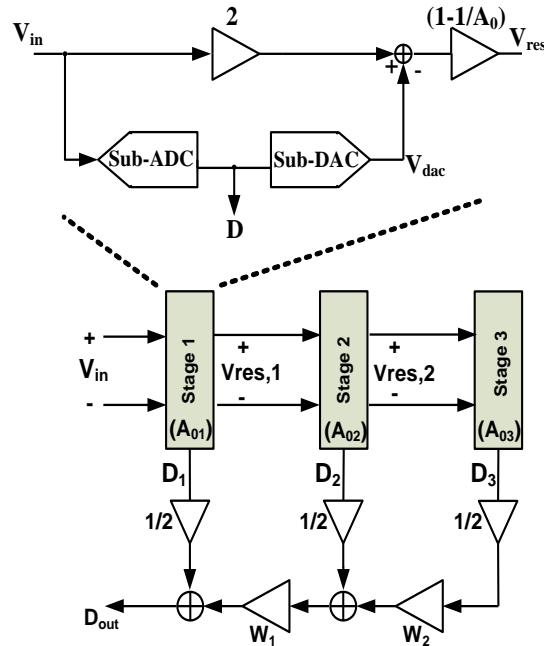 2
(1-1/A0)
Vin
Vres
+ -
Sub-ADC
Sub-DAC
Vdac
D
Stage 1
Stage 2
Stage 3
+
+
+
Vin
Vres,1
Vres,2
-
-
-
(A01)
(A02)
(A03)
D1
D2
D3
1/2
1/2
1/2
Dout
W1
W2